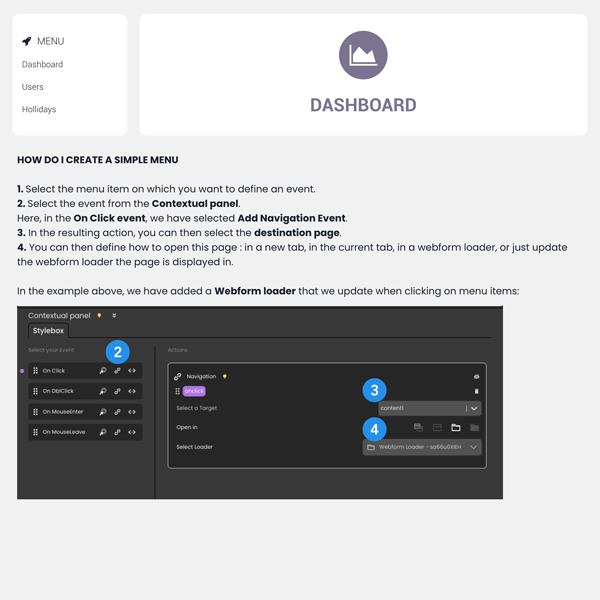 MENU
Dashboard
Users
Hollidays
DASHBOARD
HOW DO I CREATE A SIMPLE MENU
1. Select the menu item on which you want to define an event.
2. Select the event from the Contextual panel.
Here, in the On Click event, we have selected Add Navigation Event.
3. In the resulting action, you can then select the destination page.
4. You can then define how to open this page : in a new tab, in the current tab, in a webform loader, or just update
the webform loader the page is displayed in.
In the example above, we have added a Webform loader that we update when clicking on menu items:
Contextual panel
Stylebox
Select your Event
2
Actions
On Click
On DblClick
On MouseEnter
On MouseLeave
Navigation
onclick
3
Select a Target
content1
Open in
4
Select Loader
Webform Loader -